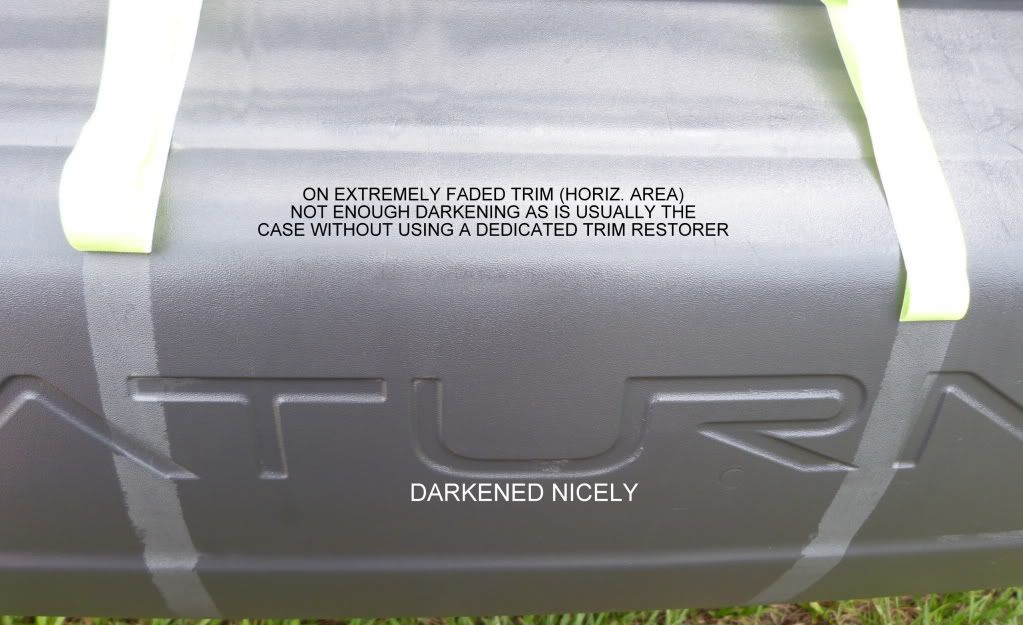 ON EXTREMELY FADED TRIM (HORIZ. AREA)
NOT ENOUGH DARKENING AS IS USUALLY THE
CASE WITHOUT USING A DEDICATED TRIM RESTORER
ATURN
DARKENED NICELY